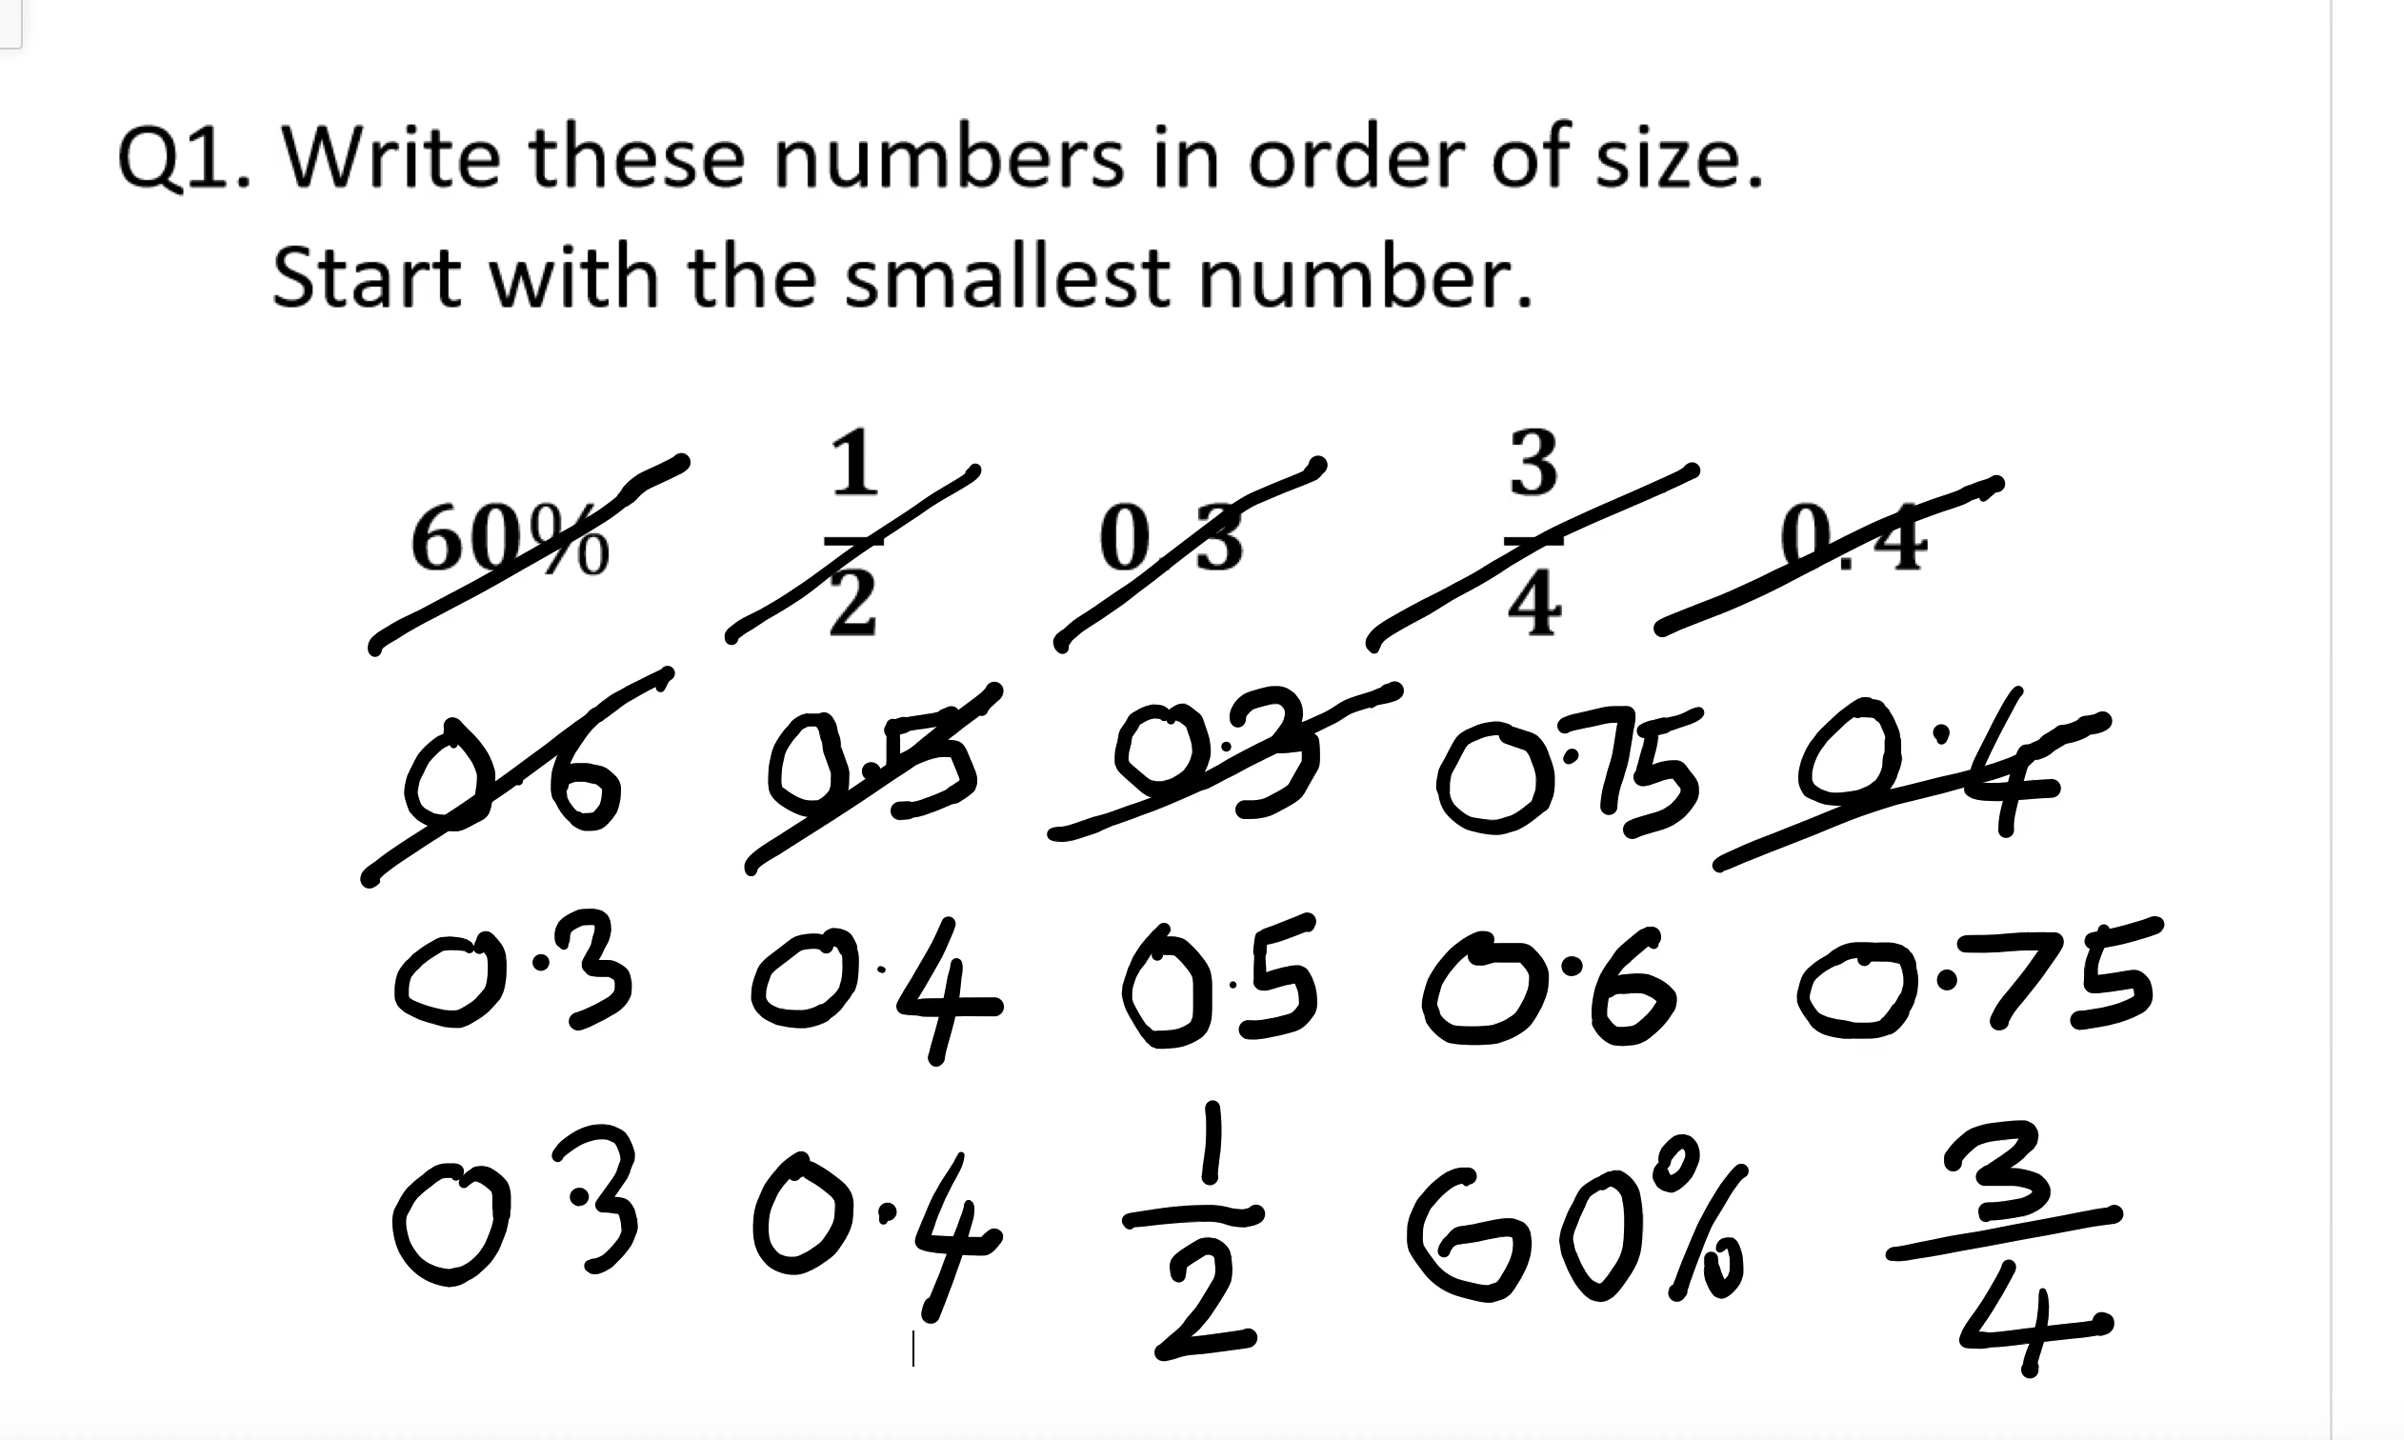 Q1. Write these numbers in order of size.
Start with the smallest number.
60% 1/2 0.3 3/4 0.4
0.6 0.5 0.3 0.75 0.4
0.3 0.4 0.5 0.6 0.75
0.3 0.4 1/2 60% 3/4